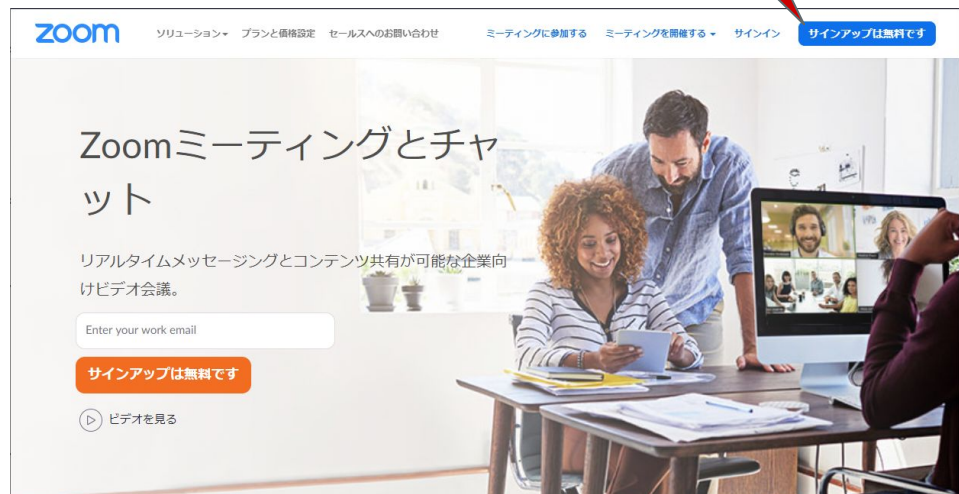 zoom
ソリューション プランと価格設定 セールスへのお問い合わせ ミーティングに参加する ミーティングを開催する サインイン サインアップは無料です
Zoomミーティングとチャ
ット
リアルタイムメッセージングとコンテンツ共有が可能な企業向
けビデオ会議。
Enter your work email
サインアップは無料です
ビデオを見る